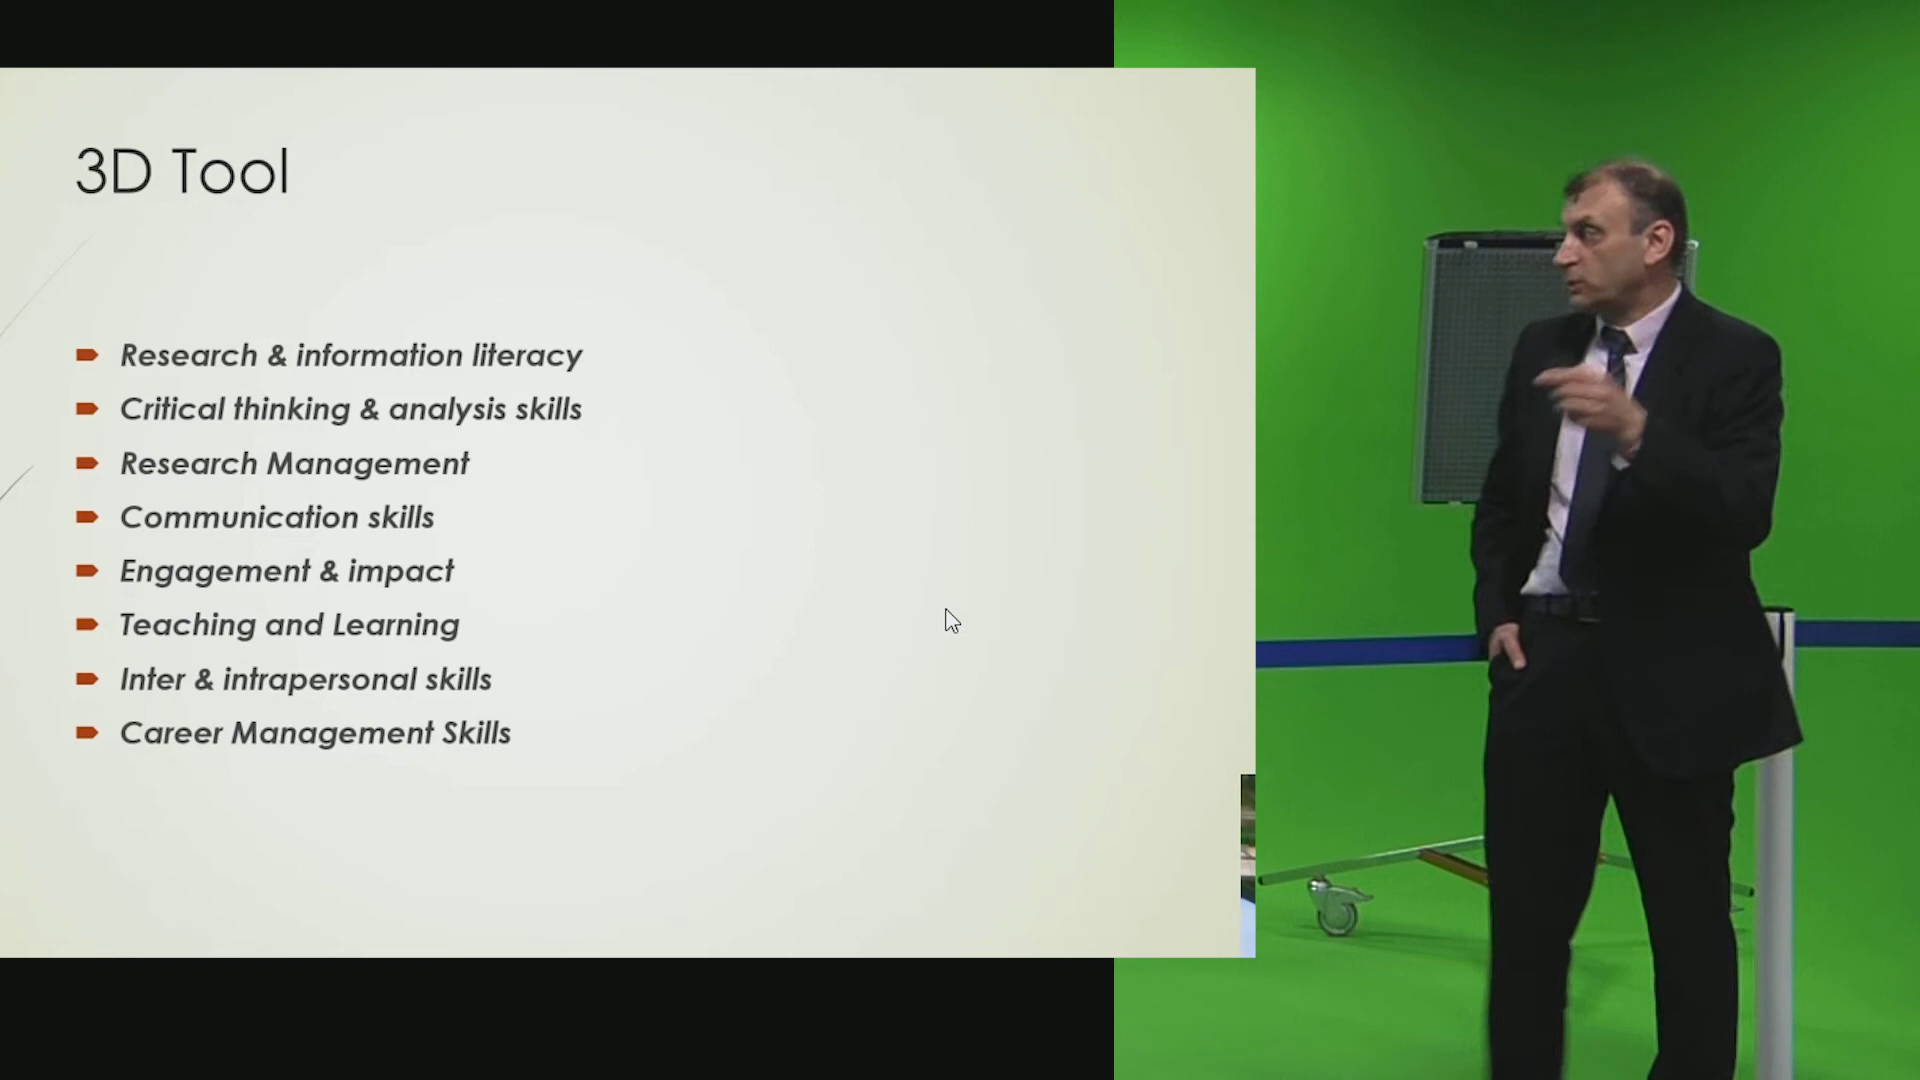 3D Tool
Research & information literacy
Critical thinking & analysis skills
Research Management
Communication skills
Engagement & impact
Teaching and Learning
Inter & intrapersonal skills
Career Management Skills